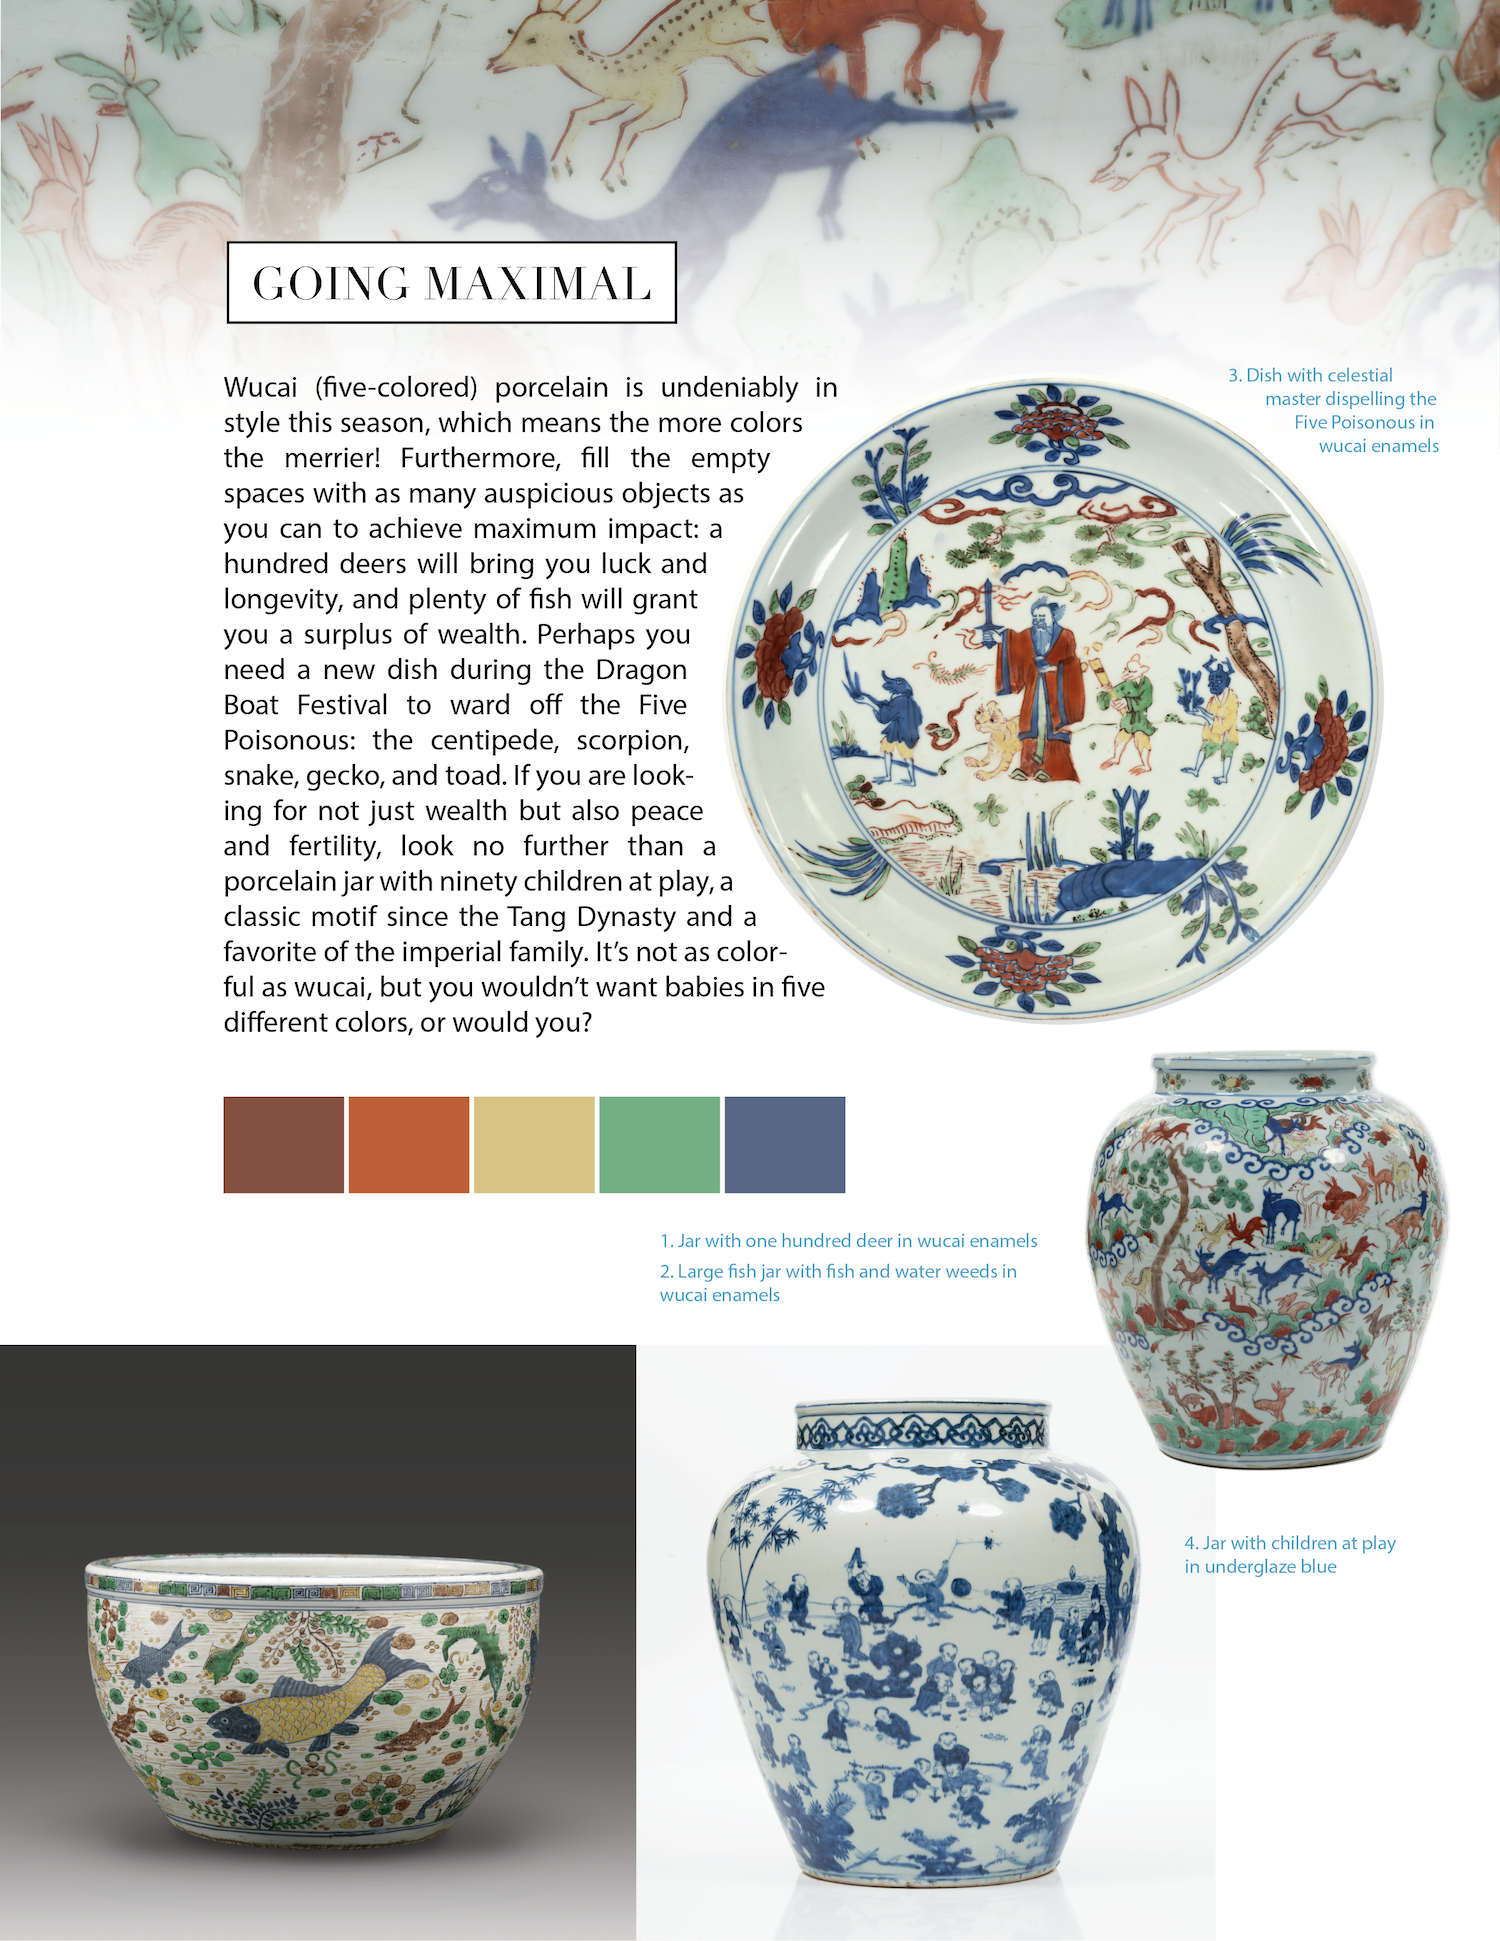 GOING MAXIMAL
Wucai (five-colored) porcelain is undeniably in
style this season, which means the more colors
the merrier! Furthermore, fill the empty
spaces with as many auspicious objects as
you can to achieve maximum impact: a
hundred deers will bring you luck and
longevity, and plenty of fish will grant
you a surplus of wealth. Perhaps you
need a new dish during the Dragon
Boat Festival to ward off the Five
Poisonous: the centipede, scorpion,
snake, gecko, and toad. If you are look-
ing for not just wealth but also peace
and fertility, look no further than a
porcelain jar with ninety children at play, a
classic motif since the Tang Dynasty and a
favorite of the imperial family. It's not as color-
ful as wucai, but you wouldn't want babies in five
different colors, or would you?
3. Dish with celestial
master dispelling the
Five Poisonous in
wucai enamels
1. Jar with one hundred deer in wucai enamels
2. Large fish jar with fish and water weeds in
wucai enamels
4. Jar with children at play
in underglaze blue